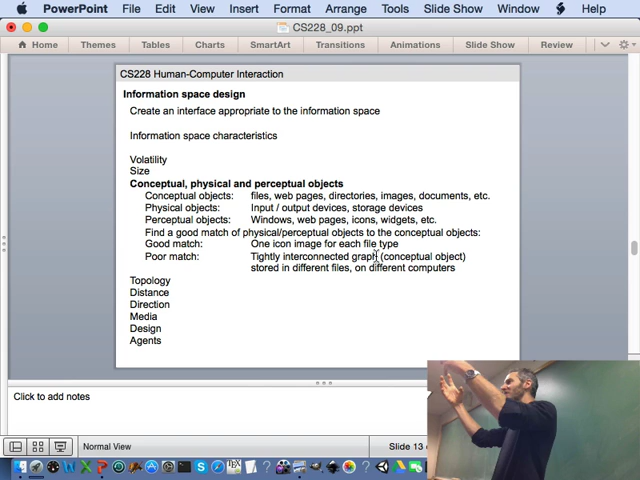 PowerPoint File Edit View Insert Format Arrange Tools Slide Show Window Help
CS228_09.ppt
Home Themes Tables Charts SmartArt Transitions Animations Slide Show Review
CS228 Human-Computer Interaction
Information space design
Create an interface appropriate to the information space
Information space characteristics
Volatility
Size
Conceptual, physical and perceptual objects
Conceptual objects: files, web pages, directories, images, documents, etc.
Physical objects: Input / output devices, storage devices
Perceptual objects: Windows, web pages, icons, widgets, etc.
Find a good match of physical/perceptual objects to the conceptual objects:
Good match: One icon image for each file type
Poor match: Tightly interconnected graph (conceptual object)
stored in different files, on different computers
Topology
Distance
Direction
Media
Design
Agents
Click to add notes
Normal View Slide 13 o